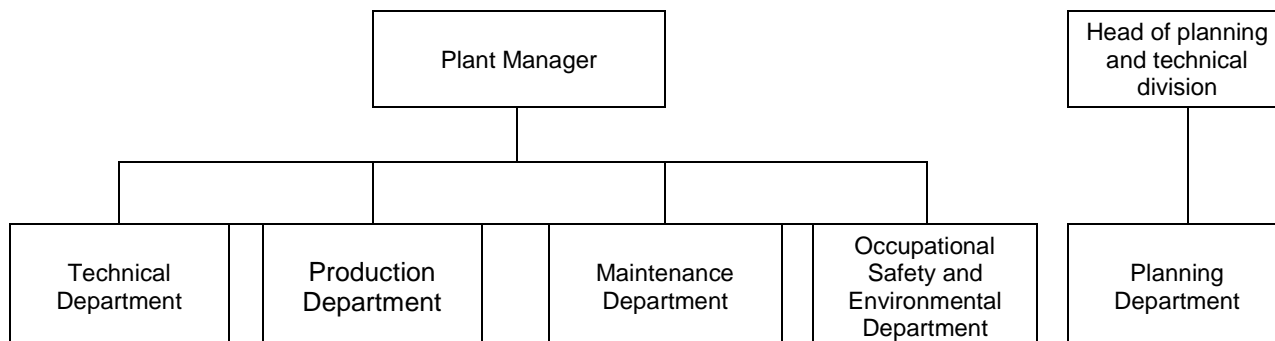 Plant Manager
Head of planning
and technical
division
Technical
Department
Production
Department
Maintenance
Department
Occupational
Safety and
Environmental
Department
Planning
Department